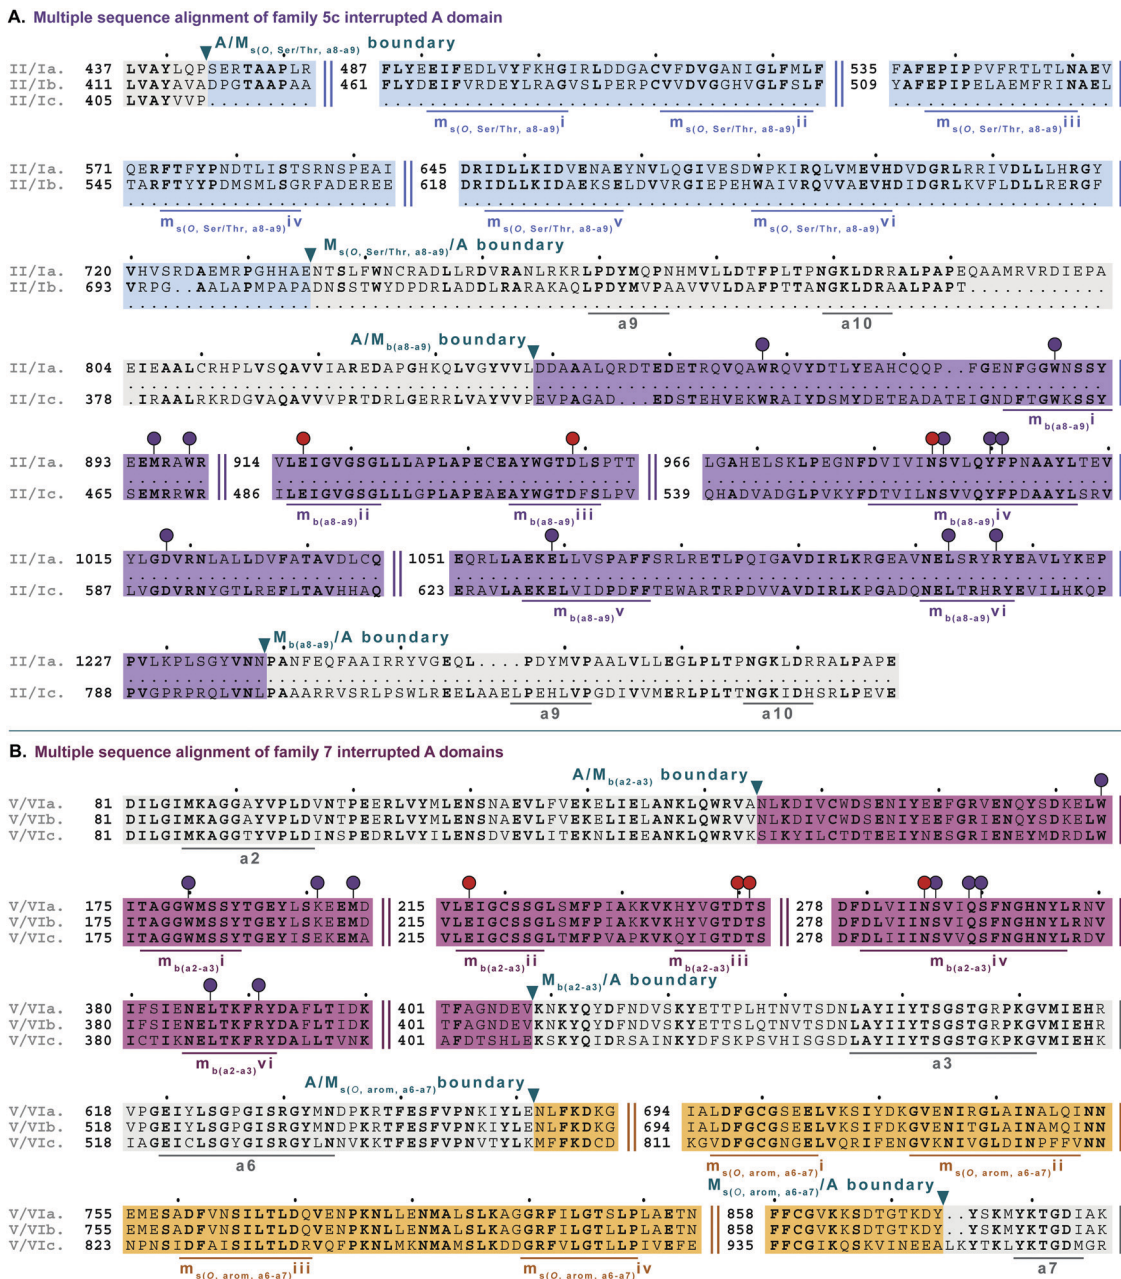 A. Multiple sequence alignment of family 5c interrupted A domain
A/Ms(O, Ser/Thr, a8-a9) boundary
II/Ia. 437 LVAYLQPSERTAAPLR 487 FLYEEIFEDLVYFKHGIRLDDGACVFDVGANIGLFMLF 535 FAFEPIPPVFRTLTLNAEV
II/Ib. 411 LVAYAVADPGTAAPAA 461 FLYDEIFVRDEYLRAGVSLPERPCVVDVGGHVGLFSLF 509 YAFEPIPELAEMFRINAEL
II/Ic. 405 LVAYVVP
ms(O, Ser/Thr, a8-a9)i ms(O, Ser/Thr, a8-a9)ii ms(O, Ser/Thr, a8-a9)iii
II/Ia. 571 QERFTFYPNDTLISTSRNSPEAI 645 DRIDLLKIDVENAEYNVLQGIVESDWPKIRQLVMEVHDVDGRLRRIVDLLLHRGY
II/Ib. 545 TARFTYYPDMSMLSGRFADEREE 618 DRIDLLKIDAEKSELDVVRGIEPEHWAIVRQVVAEVHDIDGRLKVFLDLLRERGF
ms(O, Ser/Thr, a8-a9)iv ms(O, Ser/Thr, a8-a9)v ms(O, Ser/Thr, a8-a9)vi
Ms(O, Ser/Thr, a8-a9)/A boundary
II/Ia. 720 VHVSRDAEMRPGHHAENTSLFWNCRADLLRDVRANLRKRLPDYMQPNHMVLLDTFPLTPNGKLDRRALPAPEQAAMRVRDIEPA
II/Ib. 693 VRPG..AALAPMPAPADNSSTWYDPDRLADDLRARARAKAQLPDYMVPAAVVVLDAFPTTANGKLDRAALPAPT............
a9 a10
A/Mb(a8-a9) boundary
II/Ia. 804 EIEAALCRHPLVSQAVVIAREDAPGHKQLVGYVVLDDAAALQRDTEDETRQVQAWRQVYDTLYEAHCQQP..FGENFGGWNSSY
II/Ic. 378 .IRAALRKRDGVAQAVVVPRTDRLGERRLVAYVVPEVPAGAD...EDSTEHVEKWRAIYDSMYDETEADATEIGNDFTGWKSSY
mb(a8-a9)i
II/Ia. 893 EEMRAWR 914 VLEIGVGSGLLLAPLAPECEAYWGTDLSPTT 966 LGAHELSKLPEGNFDVIVINSVLQYFPNAAYLTEV
II/Ic. 465 SEMRRWR 486 ILEIGVGSGLLLGPLAPEAEAYWGTDFSLPV 539 QHADVADGLPVKYFDTVILNSVVQYFPDAAYLSRV
mb(a8-a9)ii mb(a8-a9)iii mb(a8-a9)iv
II/Ia. 1015 YLGDVRNLALLDVFATAVDLCQ 1051 EQRLLAEKELLVSPAFFSRLRETLPQIGAVDIRLKRGEAVNELSRYRYEAVLYKEP
II/Ic. 587 LVGDVRNYGTLREFLTAVHHAQ 623 ERAVLAEKELVIDPDFFTEWARTRPDVVAVDIRLKPGADQNELTRHRYEVILHKQP
mb(a8-a9)v mb(a8-a9)vi
Mb(a8-a9)/A boundary
II/Ia. 1227 PVLKPLSGYVNNPANFEQFAAIRRYVGEQL....PDYMVPAALVLLEGLPLTPNGKLDRRALPAPE
II/Ic. 788 PVGPRPRQLVNLPAAARRVSRLPSWLREELAAELPEHLVPGDIVVMERLPLTTNGKIDHSRLPEVE
a9 a10
B. Multiple sequence alignment of family 7 interrupted A domains
A/Mb(a2-a3) boundary
V/VIa. 81 DILGIMKAGGAYVPLDVNTPEERLVYMLENSNAEVLFVEKELIELANKLQWRVANLKDIVCWDSENIYEEFGRVENQYSDKELW
V/VIb. 81 DILGIMKAGGAYVPLDVNTPEERLVYMLENSNAEVLFVEKELIELANKLQWRVVNLKDIVCWDSENIYEEFGRIENQYSDKELW
V/VIc. 81 DILGIMKAGGTYVPLDINSPEDRLVYILENSDVEVLITEKNLIEEANKLQWRVKSIKYILCTDTEEIYNESGRIENEYMDRDLW
a2
V/VIa. 175 ITAGGWMSSYTGEYLSKEEMD 215 VLEIGCSSGLSMFPIAKKVKHYVGTDTS 278 DFDLVIINSVIQSFNGHNYLRNV
V/VIb. 175 ITAGGWMSSYTGEYLSKEEMD 215 VLEIGCSSGLSMFPIAKKVKHYVGTDTS 278 DFDLVIINSVIQSFNGHNYLRNV
V/VIc. 175 ITAGGWMSSYTGEYISEKEMA 215 VLEIGCSSGLTMFPVAPKVKQYIGTDTS 278 DFDLIIINSVVQSFNGHNYLRDV
mb(a2-a3)i mb(a2-a3)ii mb(a2-a3)iii mb(a2-a3)iv
Mb(a2-a3)/A boundary
V/VIa. 380 IFSIENELTKFRYDAFLTIDK 401 TFAGNDEVKNKYQYDFNDVSKYETTPLHTNVTSDNLAYIIYTSGSTGRPKGVMIEHR
V/VIb. 380 IFSIENELTKFRYDAFLTIDK 401 TFAGNDEVKNKYQYDFNDVSKYETTSLQTNVTSDNLAYIIYTSGSTGRPKGVMIEHR
V/VIc. 380 ICTIKNELTKFRYDALLTVNK 401 AFDTSHLEKSKYQIDRSAINKYDFKPSVHISGSDLAYIIYTSGSTGKPKGVMIEHK
mb(a2-a3)vi a3
A/Ms(O, arom, a6-a7) boundary
V/VIa. 618 VPGEIYLSGPGISRGYMNDPKRTFESFVPNKIYLENLFKDKG 694 IALDFGCGSEELVKSIYDKGVENIRGLAINALQINN
V/VIb. 518 VPGEIYLSGPGISRGYMNDPKRTFESFVPNKIYLENLFKDKG 694 IALDFGCGSEELVKSIFDKGVENITGLAINAMQINN
V/VIc. 518 IAGEICLSGYGISRGYLNNVKKTFESFVPNVTYLKMFFKDCD 811 KGVDFGCGNGELVQRIFENGVKNIVGLDINPFFVNN
a6 ms(O, arom, a6-a7)i ms(O, arom, a6-a7)ii
Ms(O, arom, a6-a7)/A boundary
V/VIa. 755 EMESADFVNSILTLDQVENPKNLLENMALSLKAGGRFILGTSLPLAETN 858 FFCGVKKSDTGTKDY..YSKMYKTGDIAK
V/VIb. 755 EMESADFVNSILTLDQVENPKNLLENMALSLKAGGRFILGTSLPLAETN 858 FFCGVKKSDTGTKDY..YSKMYKTGDIAK
V/VIc. 823 NPNSIDFAISILTLDRVQFPKNLMKNMAMSLKDDGRFVLGTLLPIVEFE 935 FFCGIKQSKVINEEALKYTKLYKTGDMGR
ms(O, arom, a6-a7)iii ms(O, arom, a6-a7)iv a7